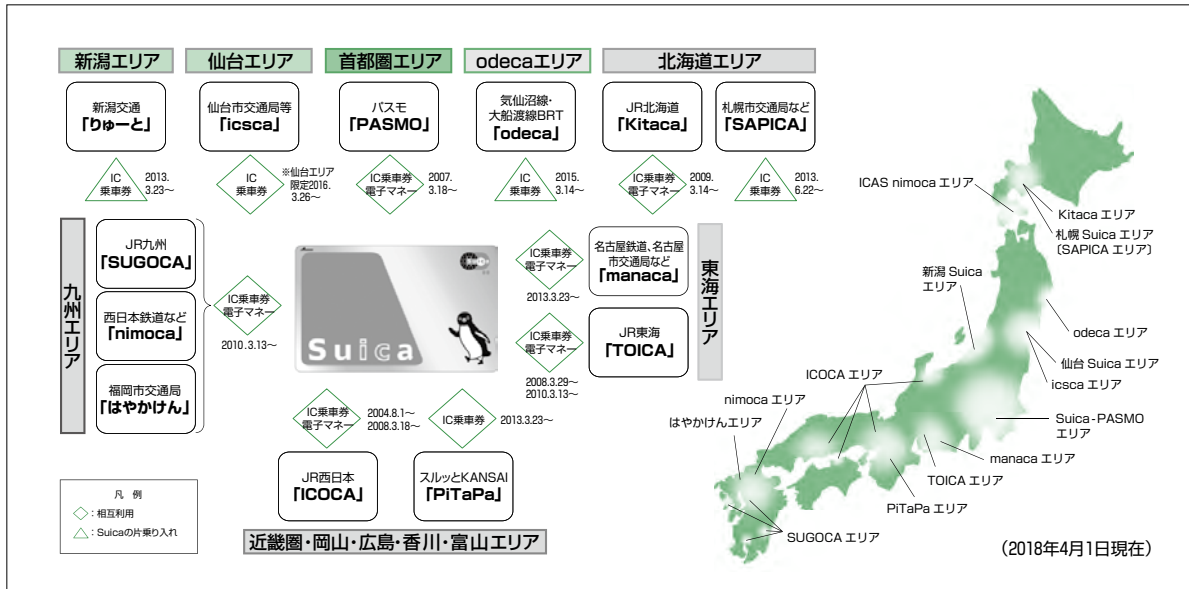 新潟エリア
仙台エリア
首都圏エリア
odecaエリア
北海道エリア
新潟交通
「りゅーと」
仙台市交通局等
「icsca」
パスモ
「PASMO」
気仙沼線・
大船渡線BRT
「odeca」
JR北海道
「Kitaca」
札幌市交通局など
「SAPICA」
IC
乗車券
2013.
3.23～
IC
乗車券
※仙台エリア
限定2016.
3.26～
IC乗車券
電子マネー
2007.
3.18～
IC
乗車券
2015.
3.14～
IC乗車券
電子マネー
2009.
3.14～
IC
乗車券
2013.
6.22～
九州エリア
JR九州
「SUGOCA」
西日本鉄道など
「nimoca」
福岡市交通局
「はやかけん」
IC乗車券
電子マネー
2010.3.13～
Suica
IC乗車券
電子マネー
2013.3.23～
名古屋鉄道、名古屋
市交通局など
「manaca」
IC乗車券
電子マネー
2008.3.29～
2010.3.13～
JR東海
「TOICA」
東海エリア
IC乗車券
電子マネー
2004.8.1～
2008.3.18～
IC乗車券
2013.3.23～
JR西日本
「ICOCA」
スルッとKANSAI
「PiTaPa」
近畿圏・岡山・広島・香川・富山エリア
凡 例
：相互利用
：Suicaの片乗り入れ
ICAS nimoca エリア
Kitaca エリア
札幌 Suica エリア
〔SAPICA エリア〕
新潟 Suica
エリア
odeca エリア
仙台 Suica エリア
icsca エリア
ICOCA エリア
nimoca エリア
はやかけんエリア
Suica-PASMO
エリア
manaca エリア
TOICA エリア
PiTaPa エリア
SUGOCA エリア
（2018年4月1日現在）